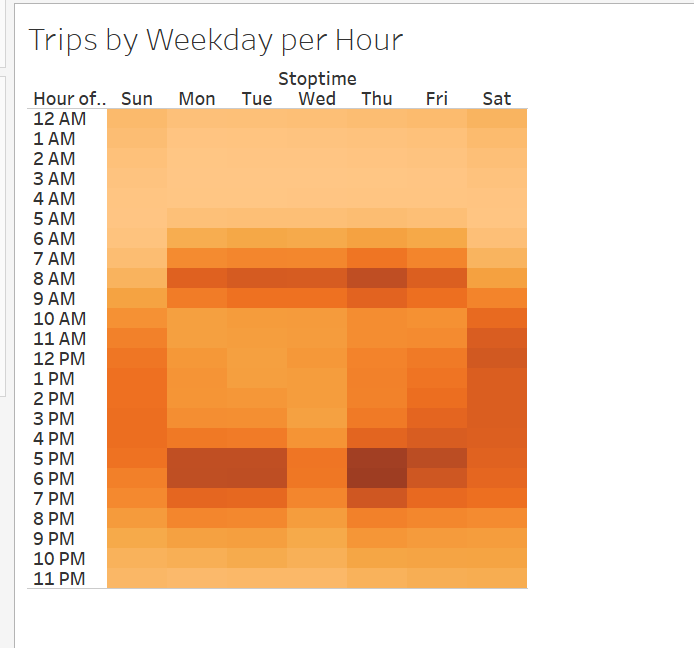 Trips by Weekday per Hour
Stoptime
Hour of.. Sun Mon Tue Wed Thu Fri Sat
12 AM
1 AM
2 AM
3 AM
4 AM
5 AM
6 AM
7 AM
8 AM
9 AM
10 AM
11 AM
12 PM
1 PM
2 PM
3 PM
4 PM
5 PM
6 PM
7 PM
8 PM
9 PM
10 PM
11 PM